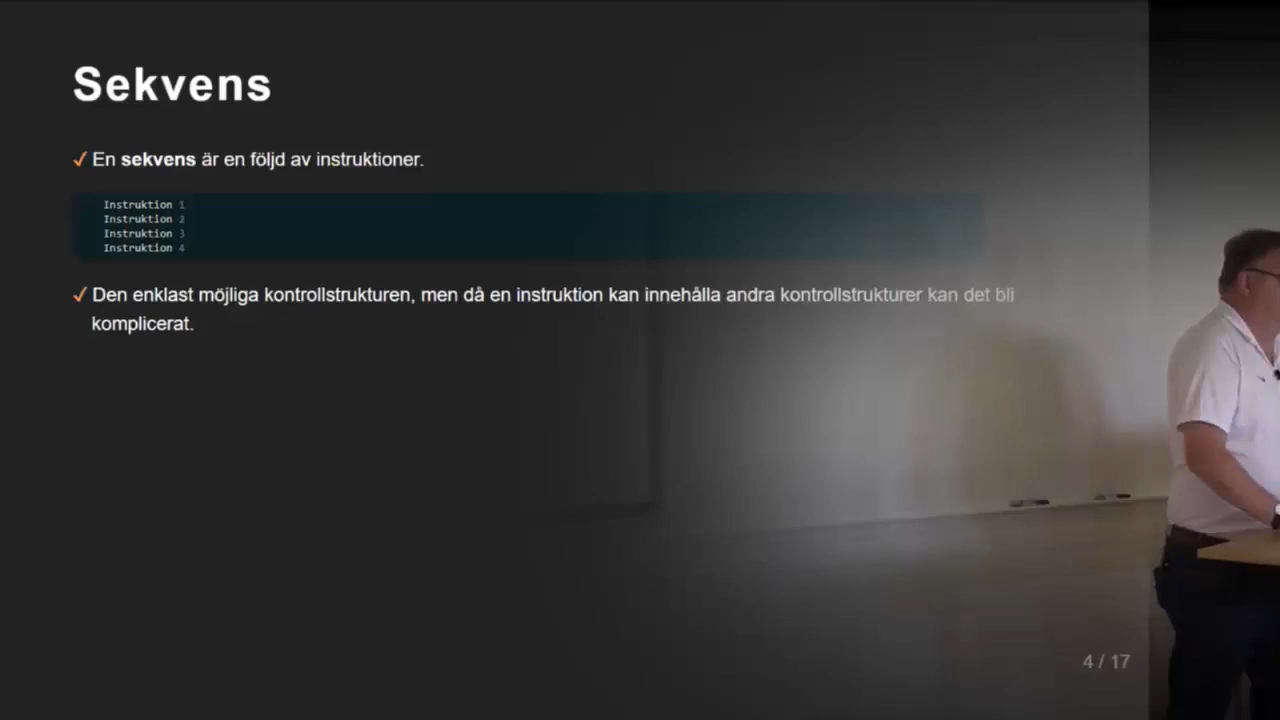 Sekvens
✓ En sekvens är en följd av instruktioner.
Instruktion 1
Instruktion 2
Instruktion 3
Instruktion 4
✓ Den enklast möjliga kontrollstrukturen, men då en instruktion kan innehålla andra kontrollstrukturer kan det bli
komplicerat.
4 / 17